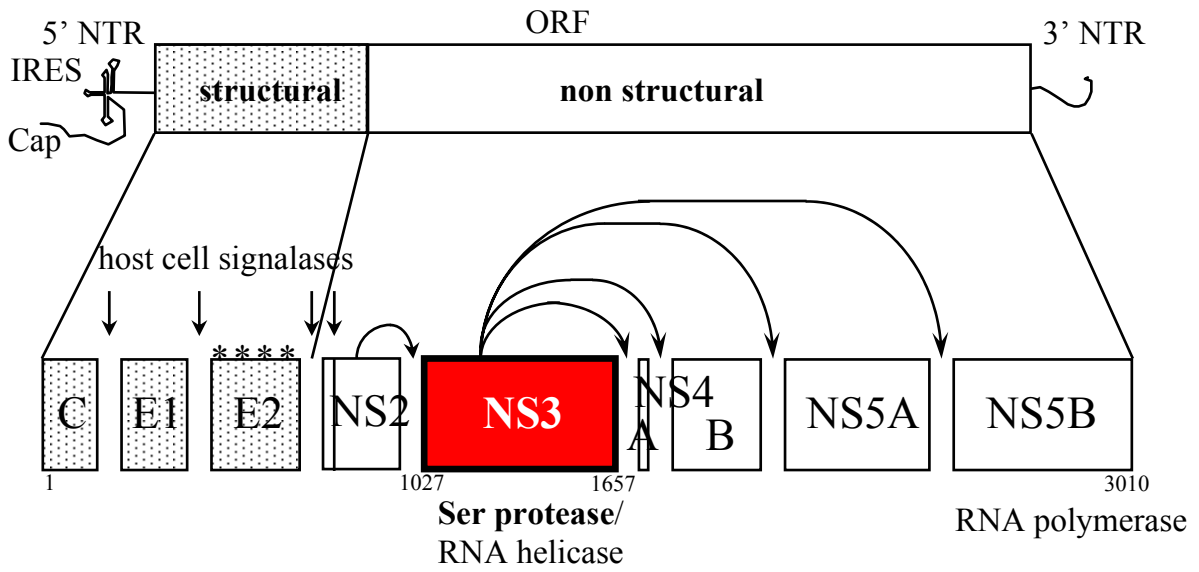 ORF
5’ NTR
3’ NTR
IRES
structural
non structural
Cap
host cell signalases
* * * *
C
E1
E2
NS2
NS3
NS4
A
B
NS5A
NS5B
1
1027
1657
3010
Ser protease/
RNA helicase
RNA polymerase